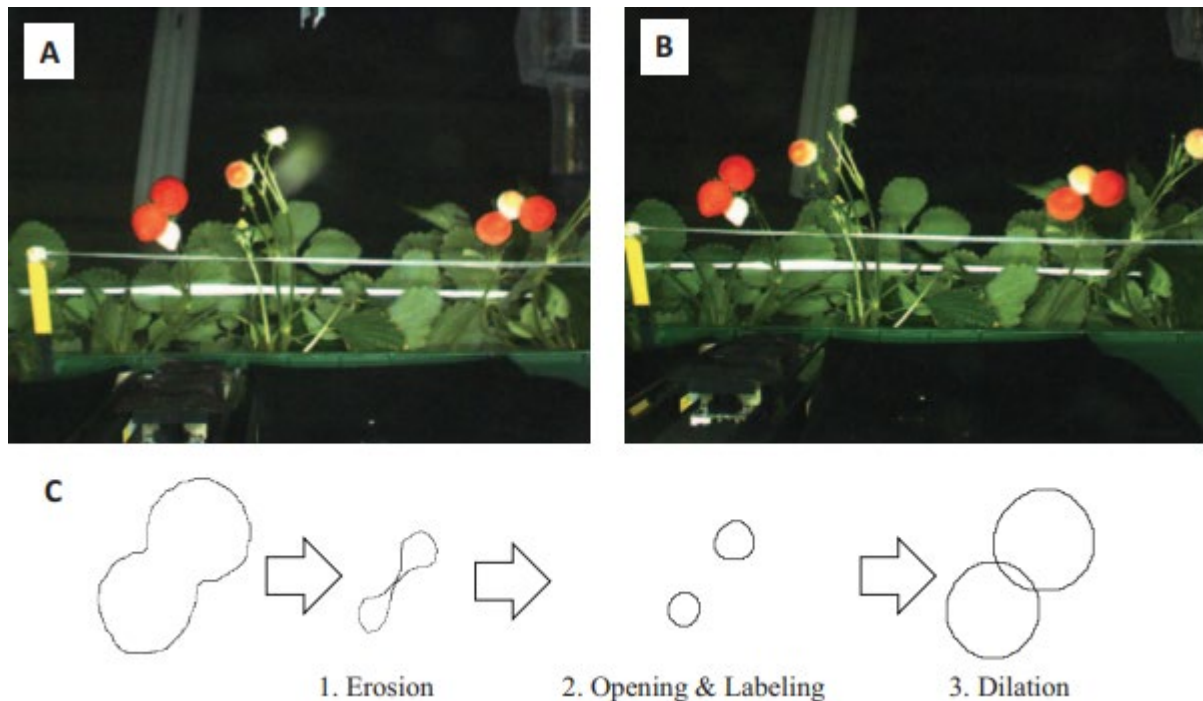 A
B
C
1. Erosion
2. Opening & Labeling
3. Dilation